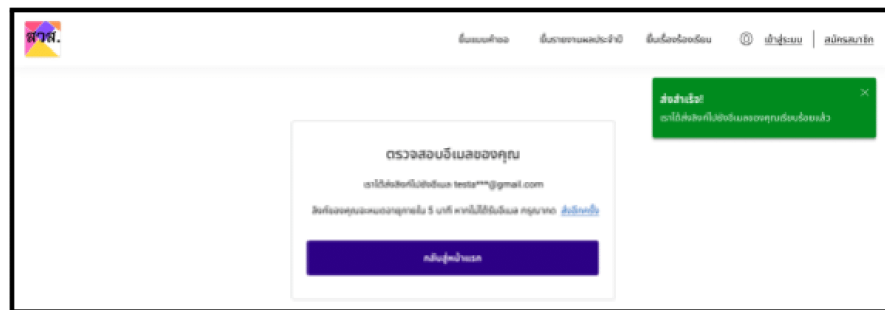 สวส.
ยื่นแบบคำขอ ยื่นรายงานผลประจำปี ยื่นเรื่องร้องเรียน เข้าสู่ระบบ สมัครสมาชิก
ส่งสำเร็จ!
เราได้ส่งลิงก์ไปยังอีเมลของคุณเรียบร้อยแล้ว
ตรวจสอบอีเมลของคุณ
เราได้ส่งลิงก์ไปยังอีเมล testa***@gmail.com
ลิงก์ของคุณจะหมดอายุภายใน 5 นาที หากไม่ได้รับอีเมล กรุณากด ส่งอีกครั้ง
กลับสู่หน้าแรก